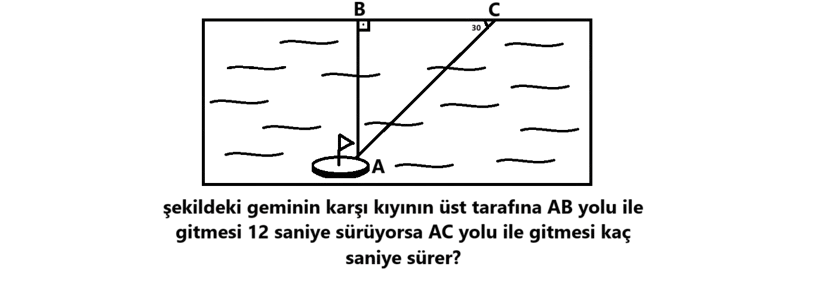 B
C
30
A
şekildeki geminin karşı kıyının üst tarafına AB yolu ile
gitmesi 12 saniye sürüyorsa AC yolu ile gitmesi kaç
saniye sürer?